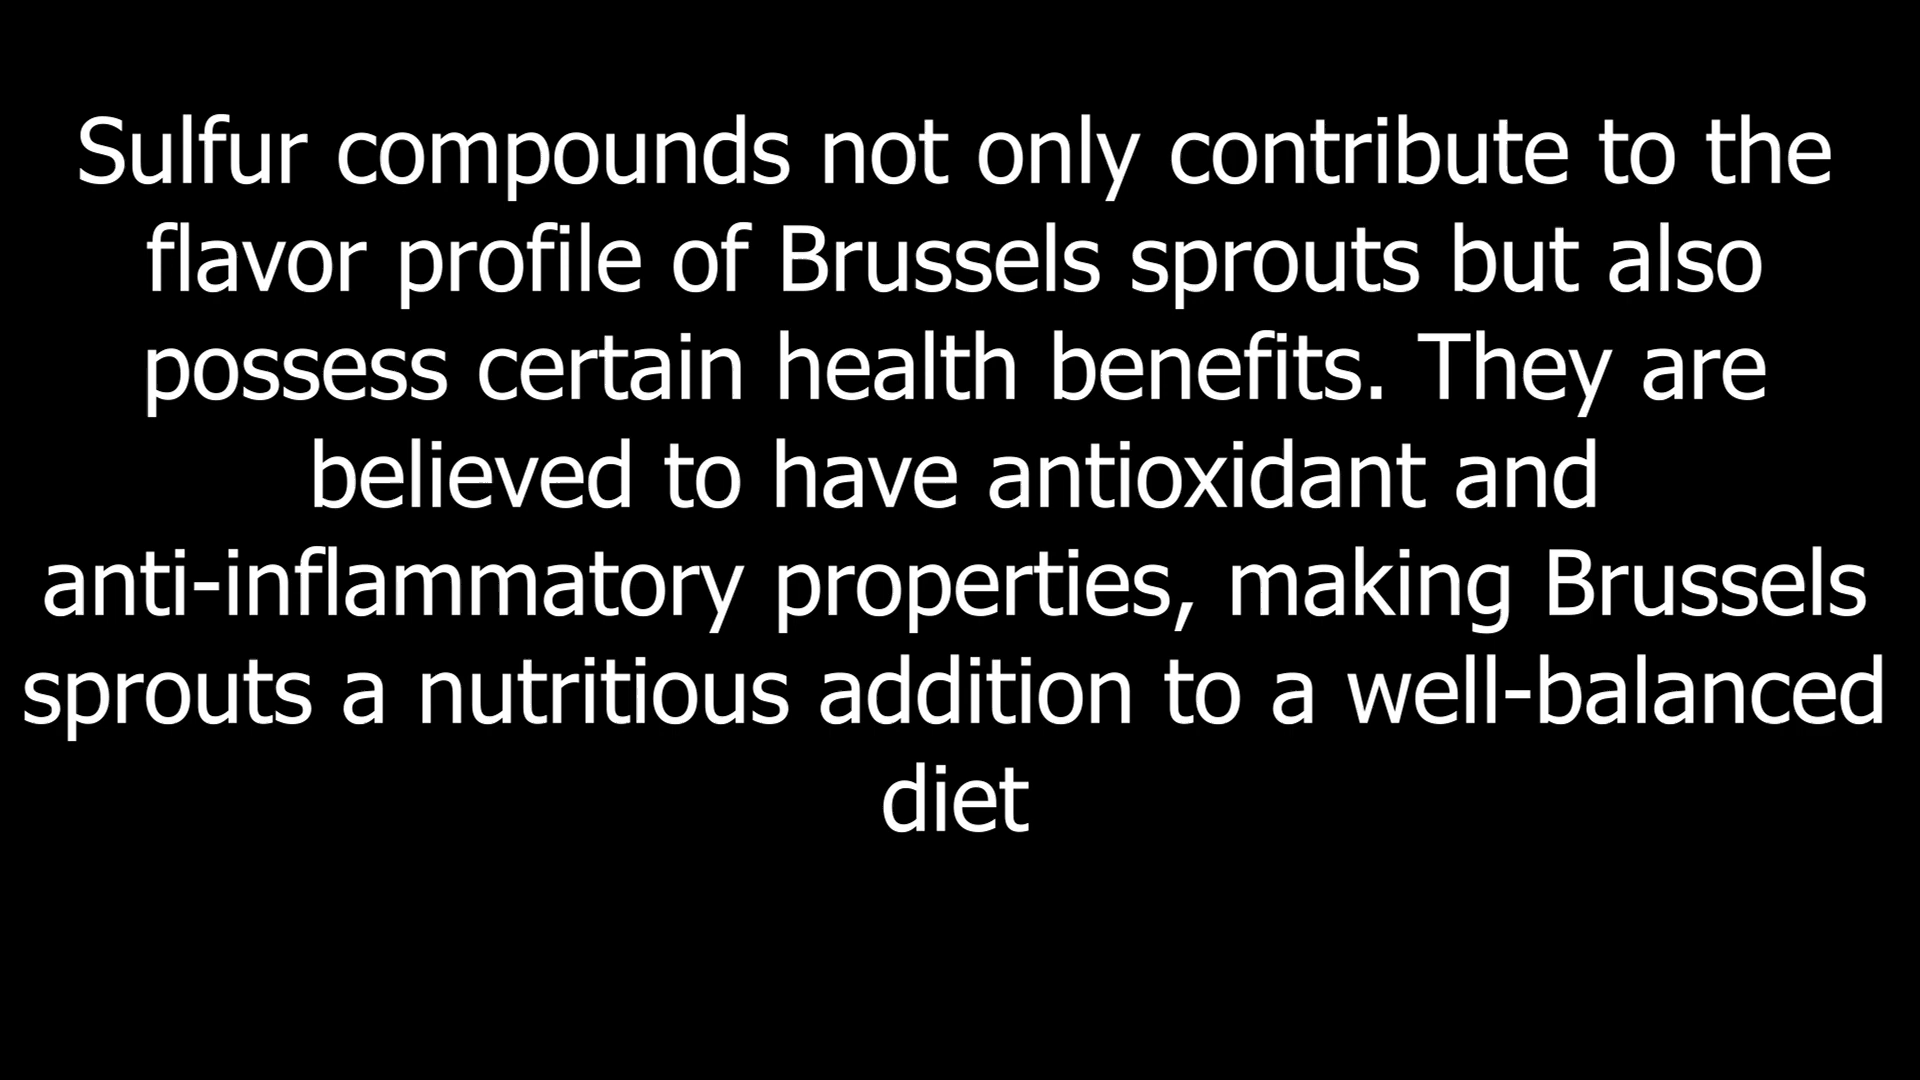 Sulfur compounds not only contribute to the
flavor profile of Brussels sprouts but also
possess certain health benefits. They are
believed to have antioxidant and
anti-inflammatory properties, making Brussels
sprouts a nutritious addition to a well-balanced
diet